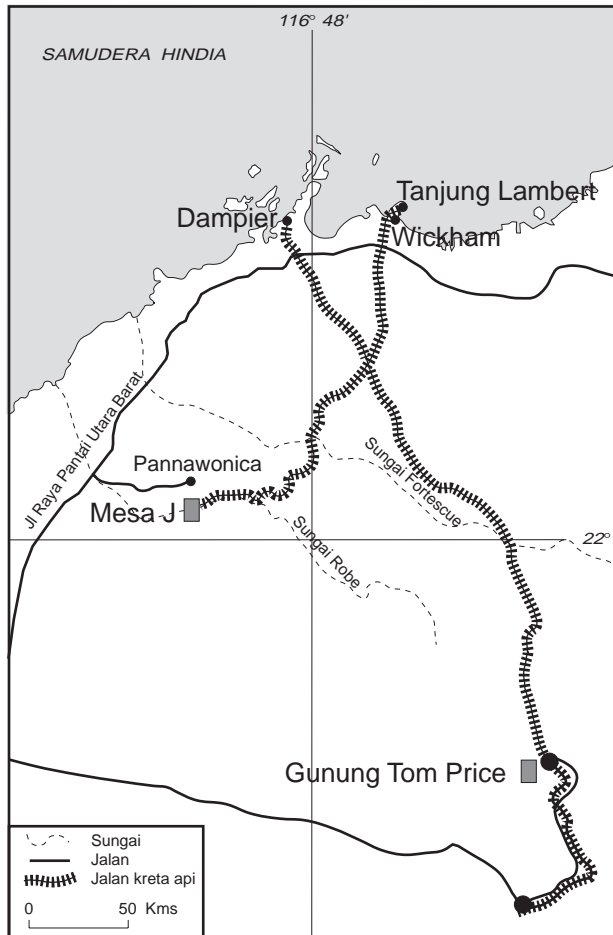 116° 48'
SAMUDERA HINDIA
Tanjung Lambert
Dampier
Wickham
Jl Raya Pantai Utara Barat
Pannawonica
Sungai Fortescue
Mesa J
Sungai Robe
22°
Gunung Tom Price
Sungai
Jalan
Jalan kreta api
0 50 Kms